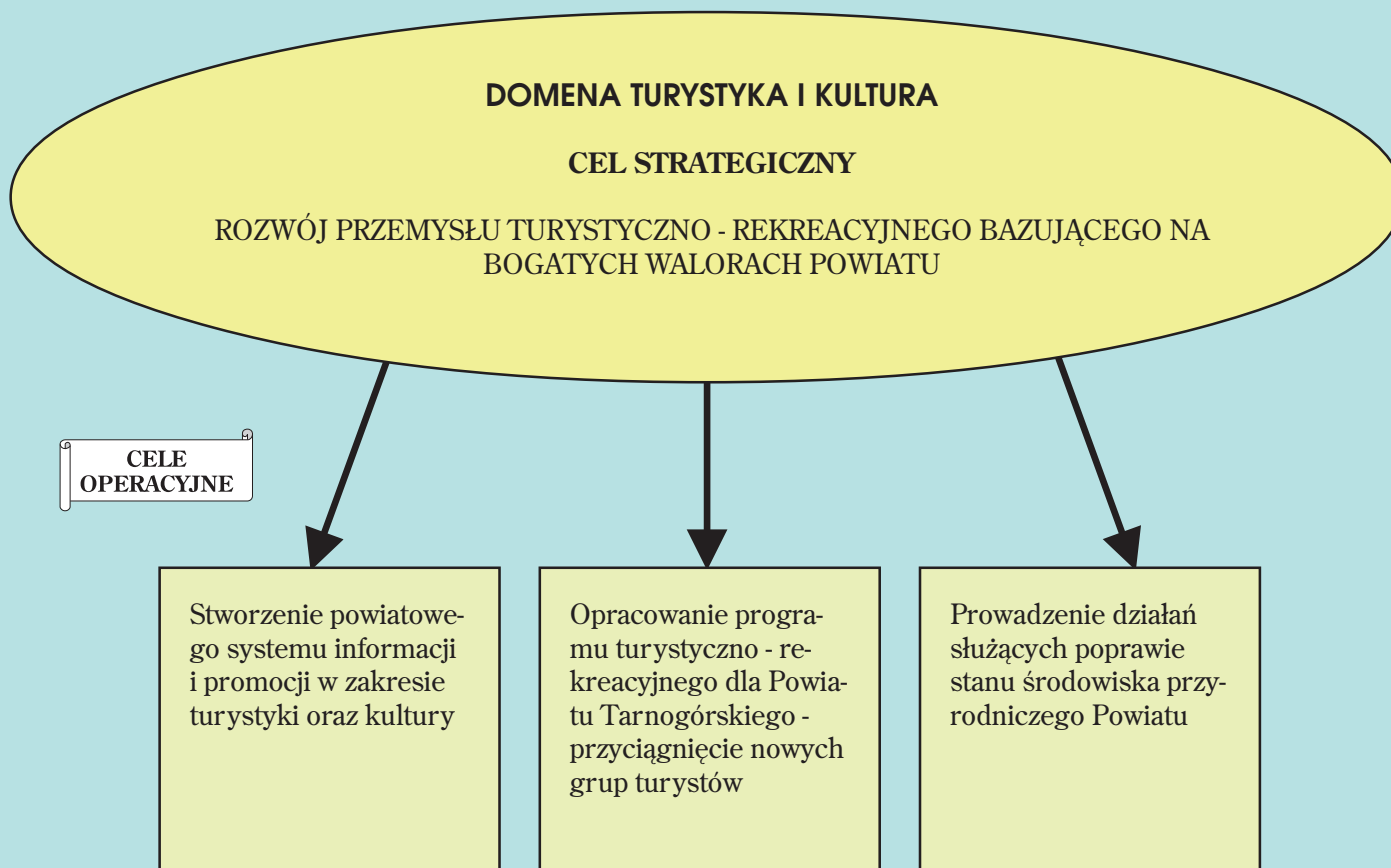 DOMENA TURYSTYKA I KULTURA
CEL STRATEGICZNY
ROZWÓJ PRZEMYSŁU TURYSTYCZNO - REKREACYJNEGO BAZUJĄCEGO NA
BOGATYCH WALORACH POWIATU
CELE
OPERACYJNE
Stworzenie powiatowe-
go systemu informacji
i promocji w zakresie
turystyki oraz kultury
Opracowanie progra-
mu turystyczno - re-
kreacyjnego dla Powia-
tu Tarnogórskiego -
przyciągnięcie nowych
grup turystów
Prowadzenie działań
służących poprawie
stanu środowiska przy-
rodniczego Powiatu